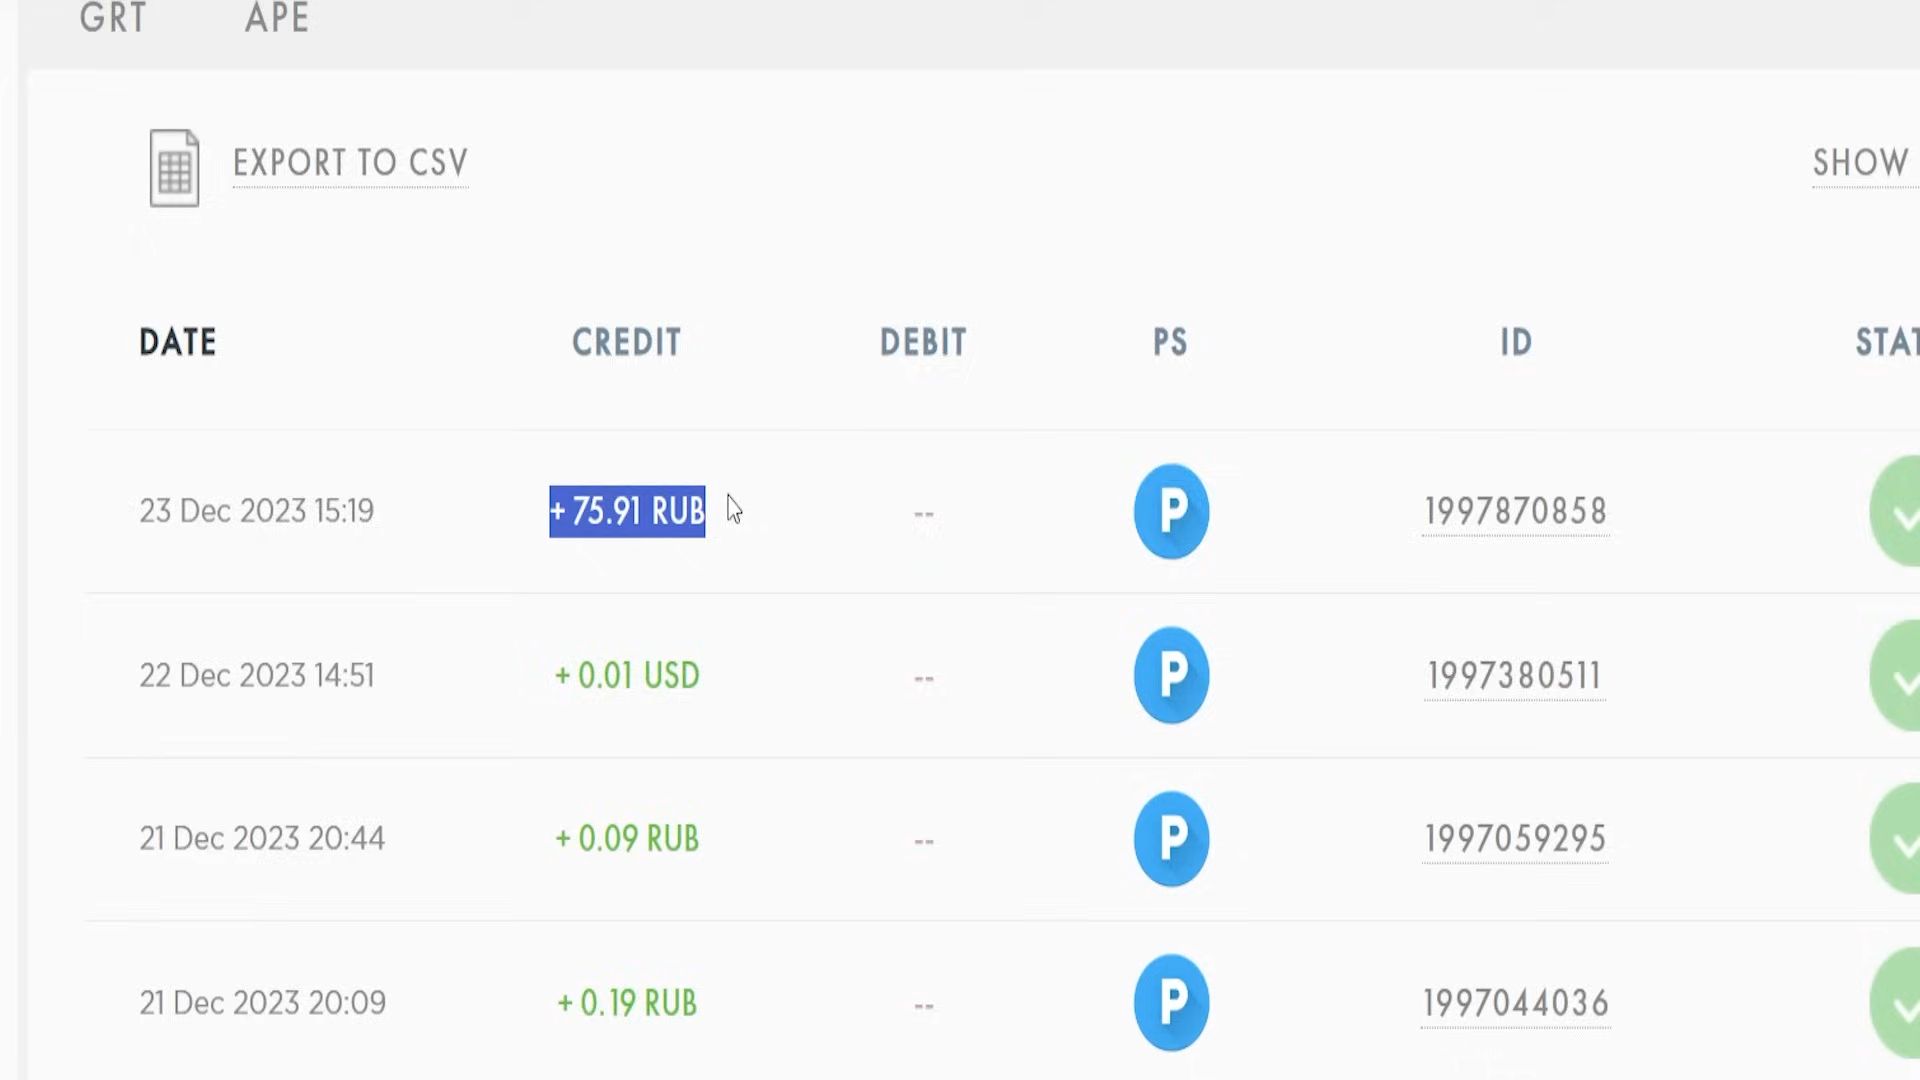 GRT APE
EXPORT TO CSV SHOW
DATE CREDIT DEBIT PS ID STAT
23 Dec 2023 15:19 + 75.91 RUB -- P 1997870858
22 Dec 2023 14:51 + 0.01 USD -- P 1997380511
21 Dec 2023 20:44 + 0.09 RUB -- P 1997059295
21 Dec 2023 20:09 + 0.19 RUB -- P 1997044036